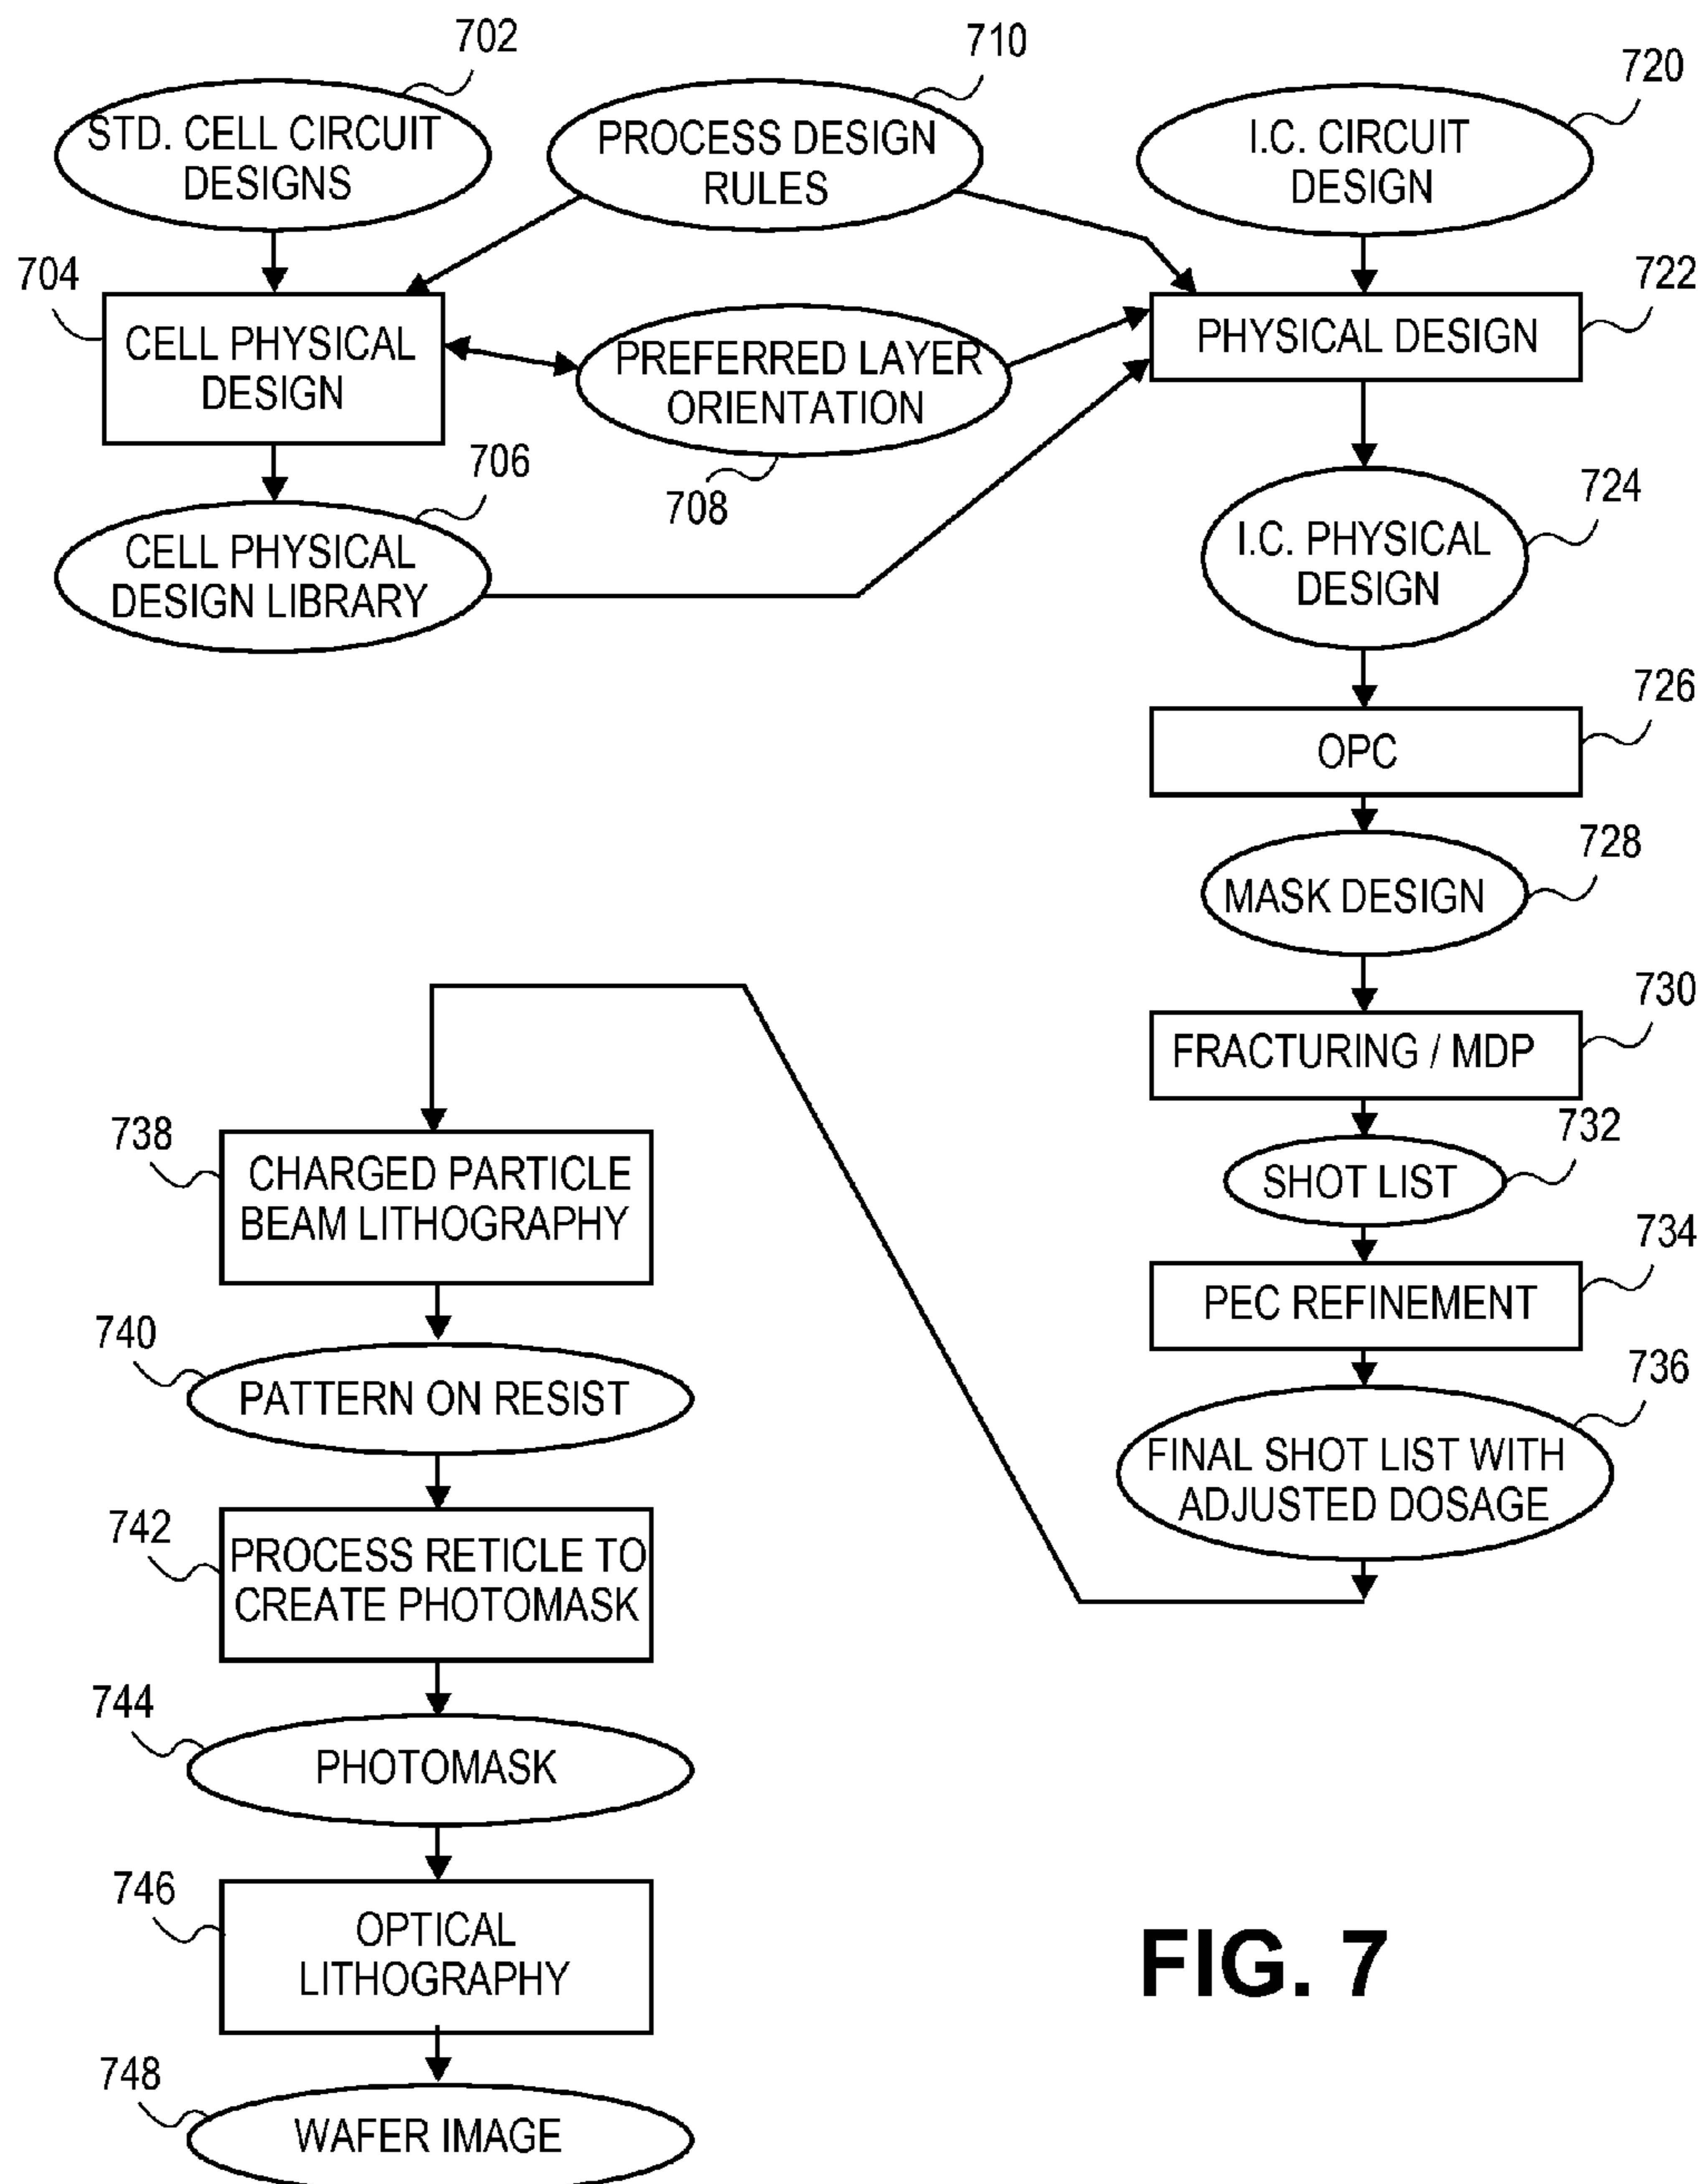 702
710
720
STD. CELL CIRCUIT
DESIGNS
PROCESS DESIGN
RULES
I.C. CIRCUIT
DESIGN
704
722
CELL PHYSICAL
DESIGN
PREFERRED LAYER
ORIENTATION
PHYSICAL DESIGN
706
708
724
CELL PHYSICAL
DESIGN LIBRARY
I.C. PHYSICAL
DESIGN
726
OPC
728
MASK DESIGN
730
FRACTURING / MDP
732
SHOT LIST
734
PEC REFINEMENT
736
FINAL SHOT LIST WITH
ADJUSTED DOSAGE
738
CHARGED PARTICLE
BEAM LITHOGRAPHY
740
PATTERN ON RESIST
742
PROCESS RETICLE TO
CREATE PHOTOMASK
744
PHOTOMASK
746
OPTICAL
LITHOGRAPHY
748
WAFER IMAGE
FIG. 7